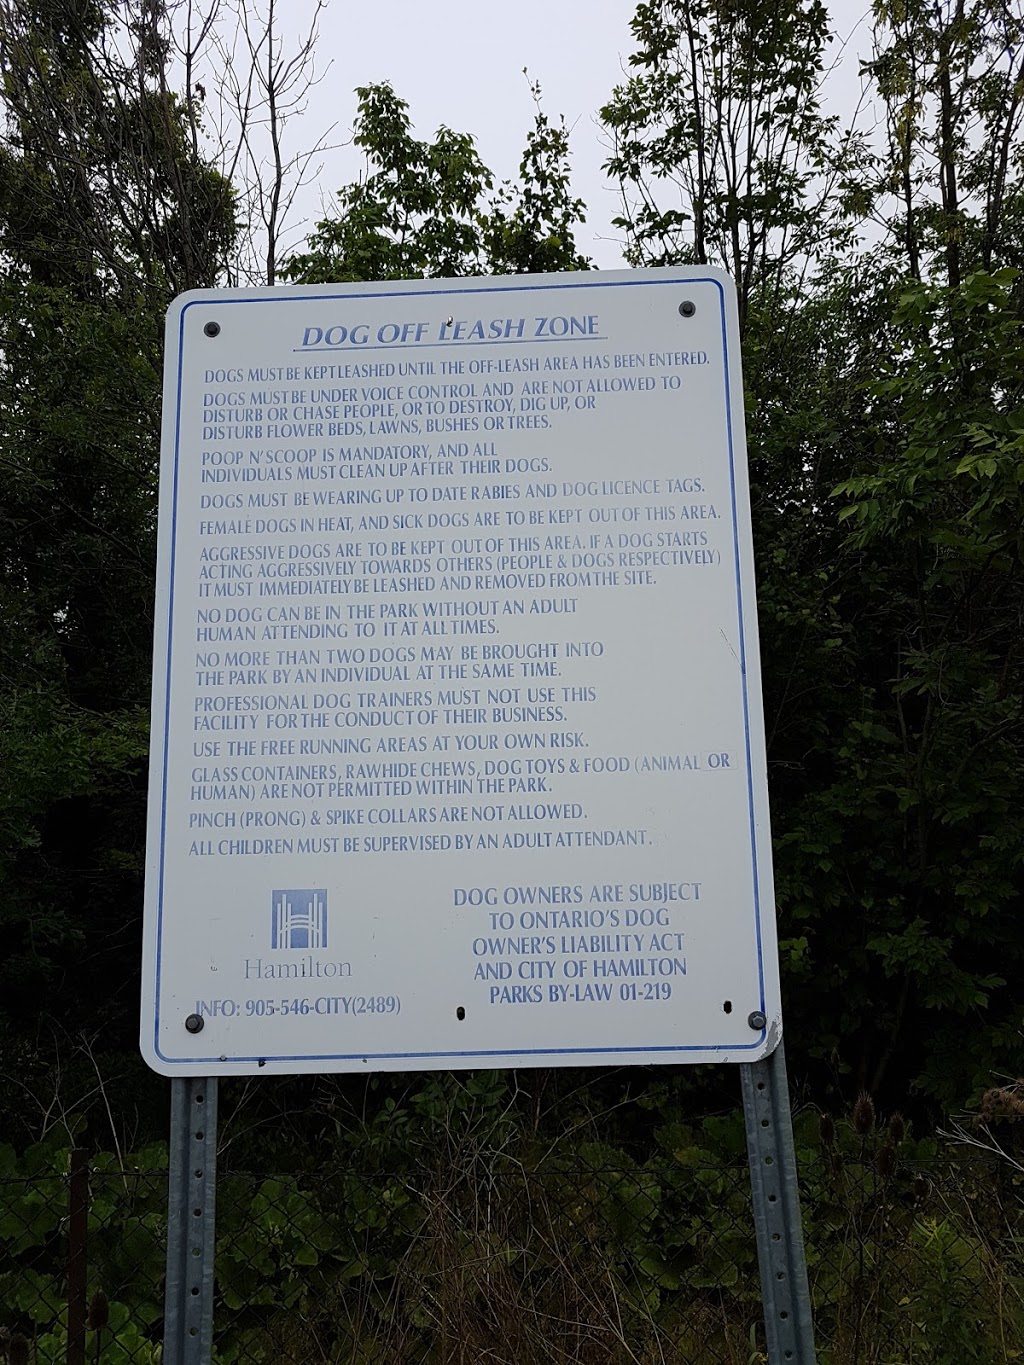 DOG OFF LEASH ZONE
DOGS MUST BE KEPT LEASHED UNTIL THE OFF-LEASH AREA HAS BEEN ENTERED.
DOGS MUST BE UNDER VOICE CONTROL AND ARE NOT ALLOWED TO
DISTURB OR CHASE PEOPLE, OR TO DESTROY, DIG UP, OR
DISTURB FLOWER BEDS, LAWNS, BUSHES OR TREES.
POOP N' SCOOP IS MANDATORY, AND ALL
INDIVIDUALS MUST CLEAN UP AFTER THEIR DOGS.
DOGS MUST BE WEARING UP TO DATE RABIES AND DOG LICENCE TAGS.
FEMALE DOGS IN HEAT, AND SICK DOGS ARE TO BE KEPT OUT OF THIS AREA.
AGGRESSIVE DOGS ARE TO BE KEPT OUT OF THIS AREA. IF A DOG STARTS
ACTING AGGRESSIVELY TOWARDS OTHERS (PEOPLE & DOGS RESPECTIVELY)
IT MUST IMMEDIATELY BE LEASHED AND REMOVED FROM THE SITE.
NO DOG CAN BE IN THE PARK WITHOUT AN ADULT
HUMAN ATTENDING TO IT AT ALL TIMES.
NO MORE THAN TWO DOGS MAY BE BROUGHT INTO
THE PARK BY AN INDIVIDUAL AT THE SAME TIME.
PROFESSIONAL DOG TRAINERS MUST NOT USE THIS
FACILITY FOR THE CONDUCT OF THEIR BUSINESS.
USE THE FREE RUNNING AREAS AT YOUR OWN RISK.
GLASS CONTAINERS, RAWHIDE CHEWS, DOG TOYS & FOOD (ANIMAL OR
HUMAN) ARE NOT PERMITTED WITHIN THE PARK.
PINCH (PRONG) & SPIKE COLLARS ARE NOT ALLOWED.
ALL CHILDREN MUST BE SUPERVISED BY AN ADULT ATTENDANT.
Hamilton
INFO: 905-546-CITY(2489)
DOG OWNERS ARE SUBJECT
TO ONTARIO'S DOG
OWNER'S LIABILITY ACT
AND CITY OF HAMILTON
PARKS BY-LAW 01-219